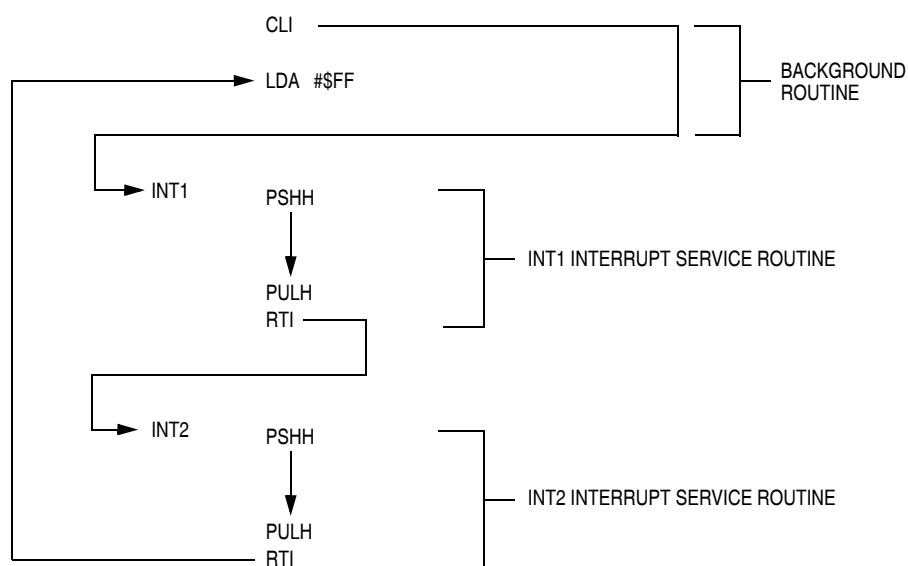 CLI
LDA #$FF
BACKGROUND
ROUTINE
INT1
PSHH
INT1 INTERRUPT SERVICE ROUTINE
PULH
RTI
INT2
PSHH
INT2 INTERRUPT SERVICE ROUTINE
PULH
RTI